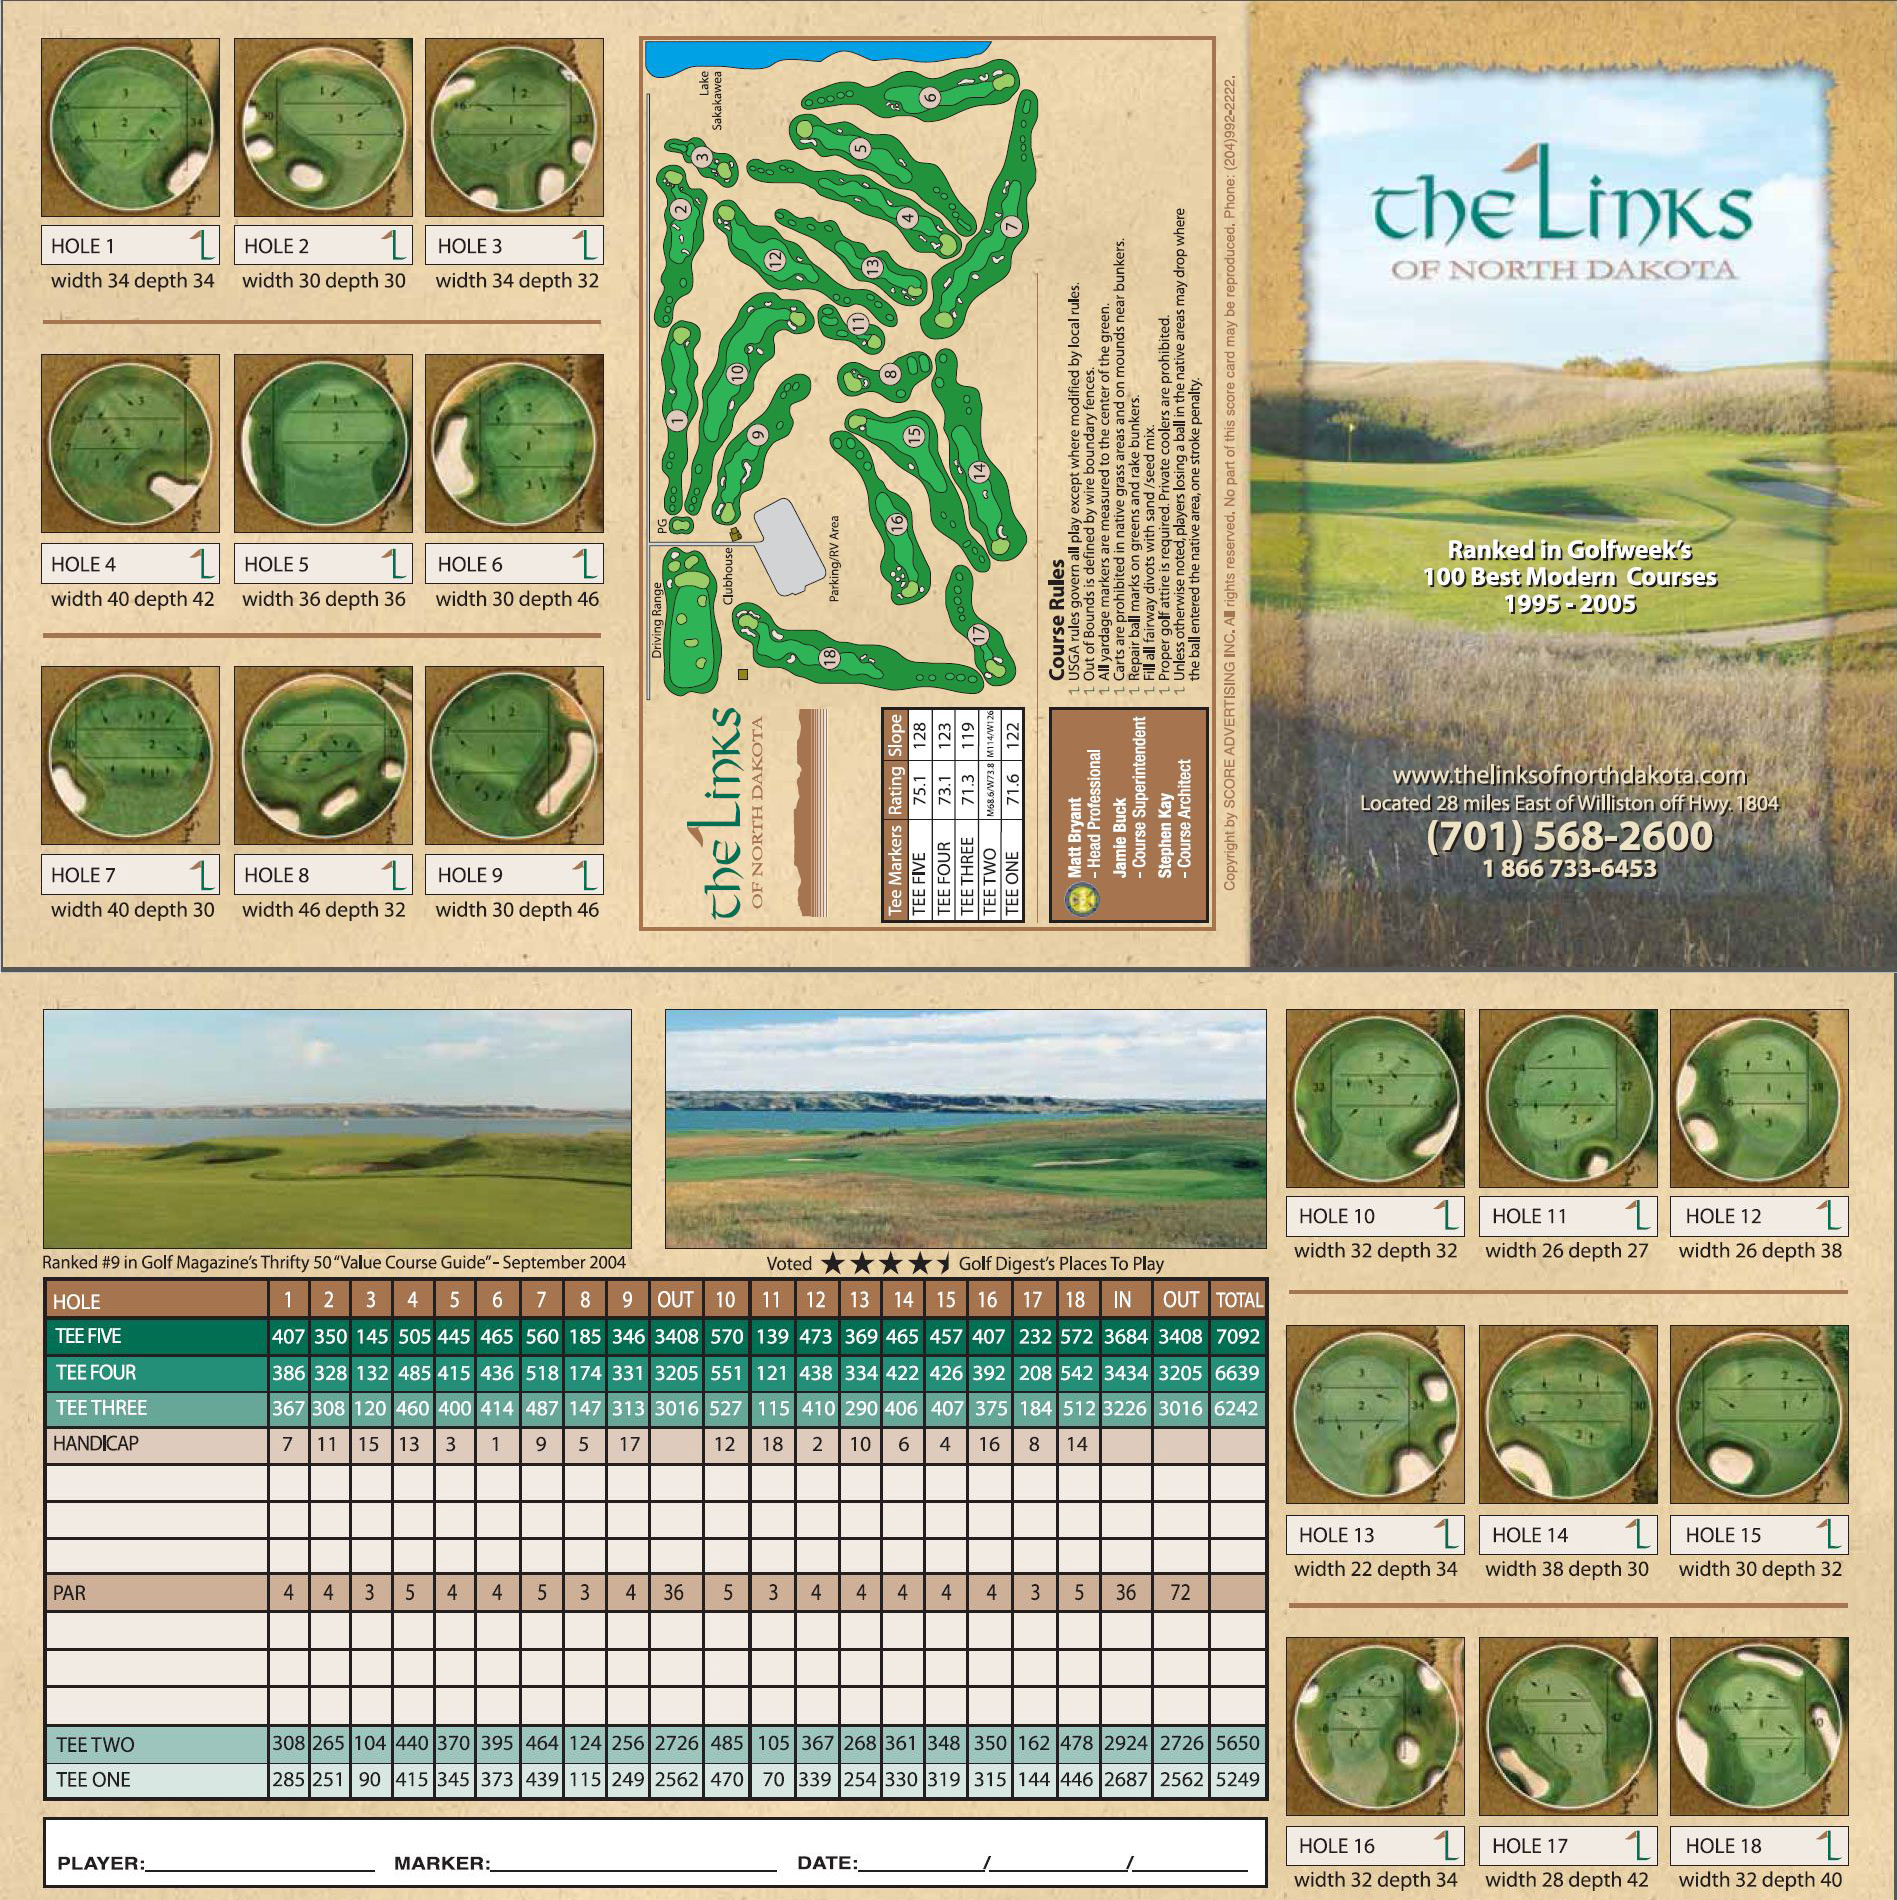 HOLE 1
HOLE 2
HOLE 3
width 34 depth 34
width 30 depth 30
width 34 depth 32
HOLE 4
HOLE 5
HOLE 6
width 40 depth 42
width 36 depth 36
width 30 depth 46
HOLE 7
HOLE 8
HOLE 9
width 40 depth 30
width 46 depth 32
width 30 depth 46
the Links
OF NORTH DAKOTA
Tee Markers Rating Slope
TEE FIVE 75.1 128
TEE FOUR 73.1 123
TEE THREE 71.3 119
TEE TWO M68.6/W73.8 M114/W126
TEE ONE 71.6 122
Matt Bryant
- Head Professional
Jamie Buck
- Course Superintendent
Stephen Kay
- Course Architect
Driving Range
Clubhouse
PG
Parking/RV Area
Lake
Sakakawea
1
2
3
4
5
6
7
8
9
10
11
12
13
14
15
16
17
18
Course Rules
USGA rules govern all play except where modified by local rules.
Out of Bounds is defined by wire boundary fences.
All yardage markers are measured to the center of the green.
Carts are prohibited in native grass areas and on mounds near bunkers.
Repair ball marks on greens and rake bunkers.
Fill all fairway divots with sand /seed mix.
Proper golf attire is required. Private coolers are prohibited.
Unless otherwise noted, players losing a ball in the native areas may drop where
the ball entered the native area, one stroke penalty.
Copyright by SCORE ADVERTISING INC. All rights reserved. No part of this score card may be reproduced. Phone: (204)992-2222.
the Links
OF NORTH DAKOTA
Ranked in Golfweek's
100 Best Modern Courses
1995 - 2005
www.thelinksofnorthdakota.com
Located 28 miles East of Williston off Hwy. 1804
(701) 568-2600
1 866 733-6453
Ranked #9 in Golf Magazine's Thrifty 50 "Value Course Guide" - September 2004
Voted ★★★★ Golf Digest's Places To Play
HOLE 1 2 3 4 5 6 7 8 9 OUT 10 11 12 13 14 15 16 17 18 IN OUT TOTAL
TEE FIVE 407 350 145 505 445 465 560 185 346 3408 570 139 473 369 465 457 407 232 572 3684 3408 7092
TEE FOUR 386 328 132 485 415 436 518 174 331 3205 551 121 438 334 422 426 392 208 542 3434 3205 6639
TEE THREE 367 308 120 460 400 414 487 147 313 3016 527 115 410 290 406 407 375 184 512 3226 3016 6242
HANDICAP 7 11 15 13 3 1 9 5 17 12 18 2 10 6 4 16 8 14
PAR 4 4 3 5 4 4 5 3 4 36 5 3 4 4 4 4 4 3 5 36 72
TEE TWO 308 265 104 440 370 395 464 124 256 2726 485 105 367 268 361 348 350 162 478 2924 2726 5650
TEE ONE 285 251 90 415 345 373 439 115 249 2562 470 70 339 254 330 319 315 144 446 2687 2562 5249
PLAYER: MARKER: DATE: / /
HOLE 10
HOLE 11
HOLE 12
width 32 depth 32
width 26 depth 27
width 26 depth 38
HOLE 13
HOLE 14
HOLE 15
width 22 depth 34
width 38 depth 30
width 30 depth 32
HOLE 16
HOLE 17
HOLE 18
width 32 depth 34
width 28 depth 42
width 32 depth 40